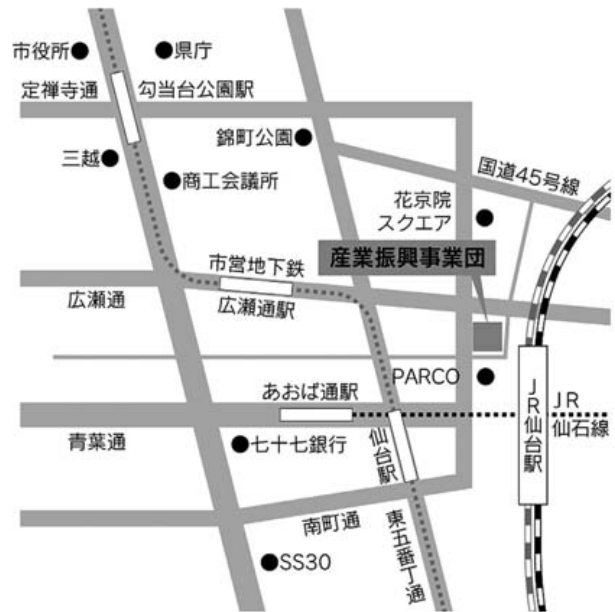 市役所
県庁
定禅寺通
勾当台公園駅
錦町公園
三越
商工会議所
国道45号線
花京院
スクエア
産業振興事業団
市営地下鉄
広瀬通
広瀬通駅
PARCO
あおば通駅
JR仙台駅
JR
仙石線
青葉通
七十七銀行
仙台駅
南町通
東五番丁通
SS30